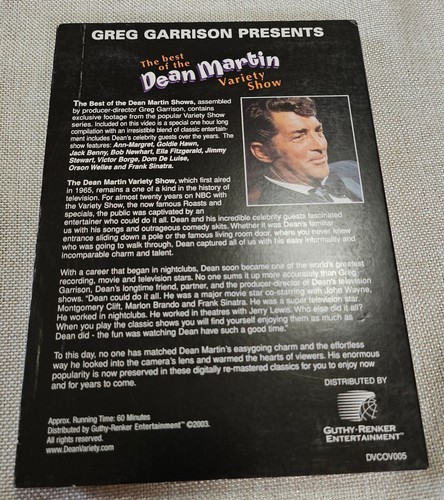 GREG GARRISON PRESENTS
The best
of the
Dean Martin
Variety
Show
The Best of the Dean Martin Shows, assembled
by producer-director Greg Garrison, contains
exclusive footage from the popular Variety Show
series. Included on this video is a special one hour long
compilation with an irresistible blend of classic entertain-
ment includes Dean's celebrity guests over the years. The
show features: Ann-Margret, Goldie Hawn,
Jack Benny, Bob Newhart, Ella Fitzgerald, Jimmy
Stewart, Victor Borge, Dom De Luise,
Orson Welles and Frank Sinatra.
The Dean Martin Variety Show, which first aired
in 1965, remains a one of a kind in the history of
television. For almost twenty years on NBC with
the Variety Show, the now famous Roasts and
specials, the public was captivated by an
entertainer who could do it all. Dean and his incredible celebrity guests fascinated
us with his songs and outrageous comedy skits. Whether it was Dean's familiar
entrance sliding down a pole or the famous living room door, where you never knew
who was going to walk through, Dean captured all of us with his easy informality and
incomparable charm and talent.
With a career that began in nightclubs, Dean soon became one of the world's greatest
recording, movie and television stars. No one sums it up more accurately than Greg
Garrison, Dean's longtime friend, partner, and the producer-director of Dean's television
shows. "Dean could do it all. He was a major movie star co-starring with John Wayne,
Montgomery Clift, Marlon Brando and Frank Sinatra. He was a super television star.
He worked in nightclubs. He worked in theatres with Jerry Lewis. Who else did it all?
When you play the classic shows you will find yourself enjoying them as much as
Dean did - the fun was watching Dean have such a good time."
To this day, no one has matched Dean Martin's easygoing charm and the effortless
way he looked into the camera's lens and warmed the hearts of viewers. His enormous
popularity is now preserved in these digitally re-mastered classics for you to enjoy now
and for years to come.
DISTRIBUTED BY
GUTHY-RENKER
ENTERTAINMENT™
Approx. Running Time: 60 Minutes
Distributed by Guthy-Renker Entertainment™ ©2003.
All rights reserved.
www.DeanVariety.com
DVCOV005